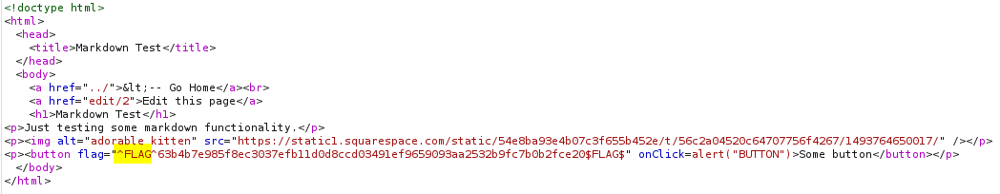 <!doctype html>
<html>
<head>
<title>Markdown Test</title>
</head>
<body>
<a href="../">&lt;-- Go Home</a><br>
<a href="edit/2">Edit this page</a>
<h1>Markdown Test</h1>
<p>Just testing some markdown functionality.</p>
<p><img alt="adorable kitten" src="https://static1.squarespace.com/static/54e8ba93e4b07c3f655b452e/t/56c2a04520c64707756f4267/1493764650017/" /></p>
<p><button flag="^FLAG^63b4b7e985f8ec3037efb11d0d8ccd03491ef9659093aa2532b9fc7b0b2fce20$FLAG$" onClick=alert("BUTTON")>Some button</button></p>
</body>
</html>